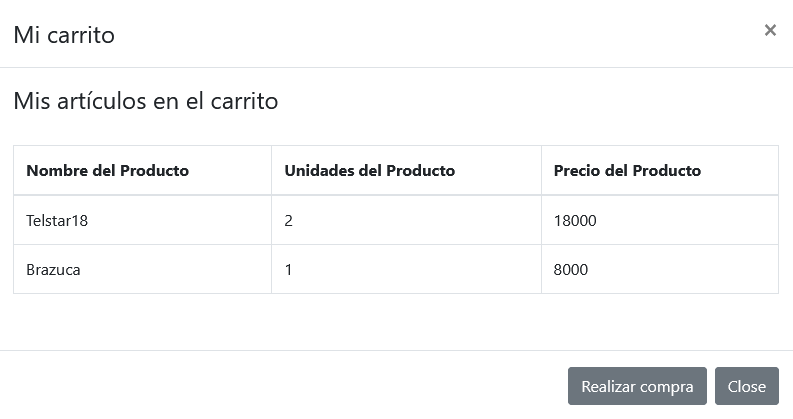 Mi carrito
×
Mis artículos en el carrito
Nombre del Producto Unidades del Producto Precio del Producto
Telstar18 2 18000
Brazuca 1 8000
Realizar compra Close